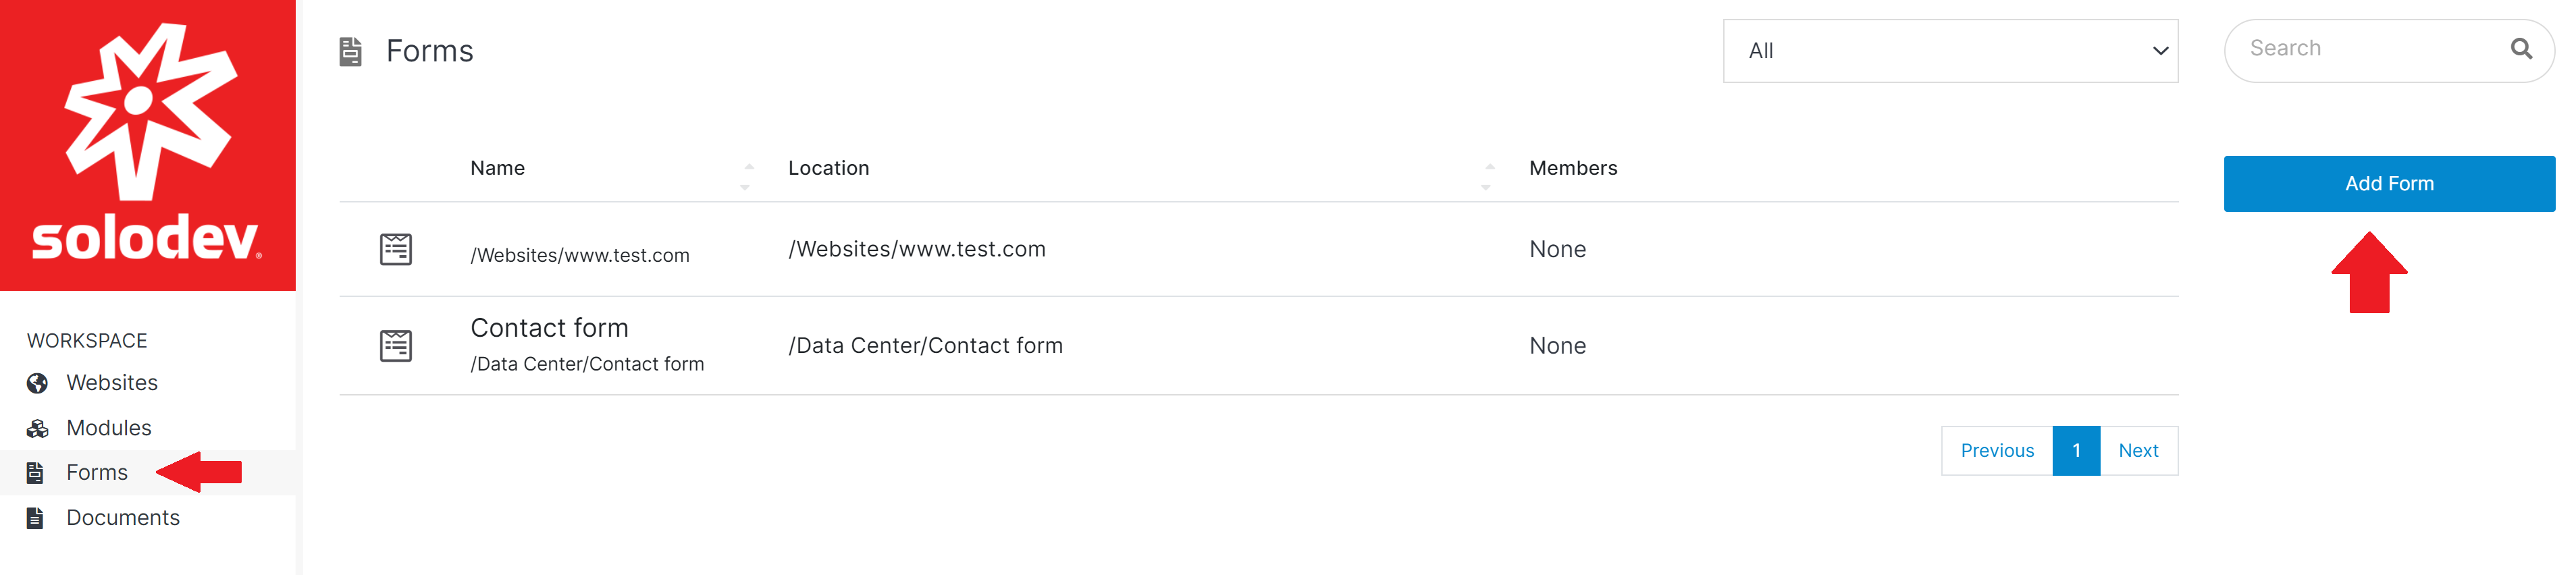 solodev
WORKSPACE
Websites
Modules
Forms
Documents
Forms
All
Search
Name Location Members
/Websites/www.test.com /Websites/www.test.com None
Contact form
/Data Center/Contact form /Data Center/Contact form None
Previous 1 Next
Add Form